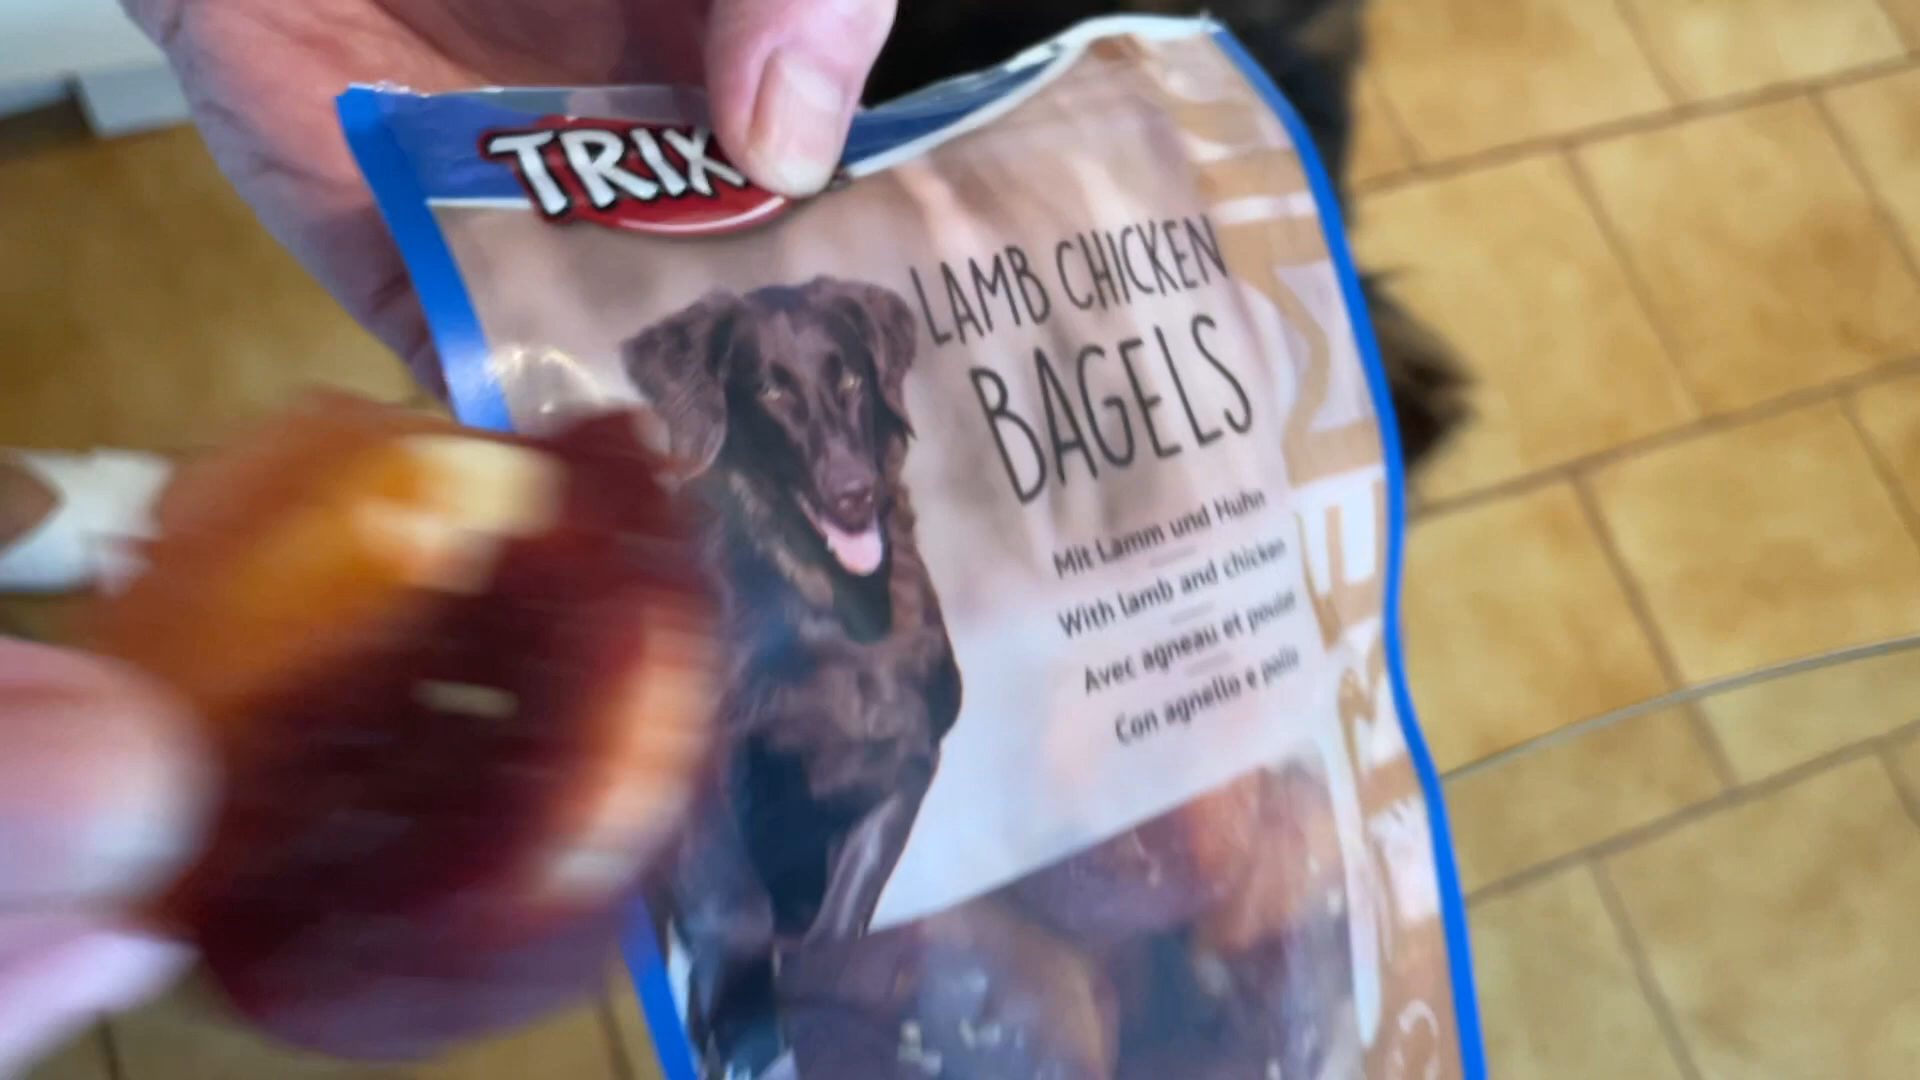 TRIX
LAMB CHICKEN
BAGELS
Mit Lamm und Huhn
With lamb and chicken
Avec agneau et poulet
Con agnello e pollo